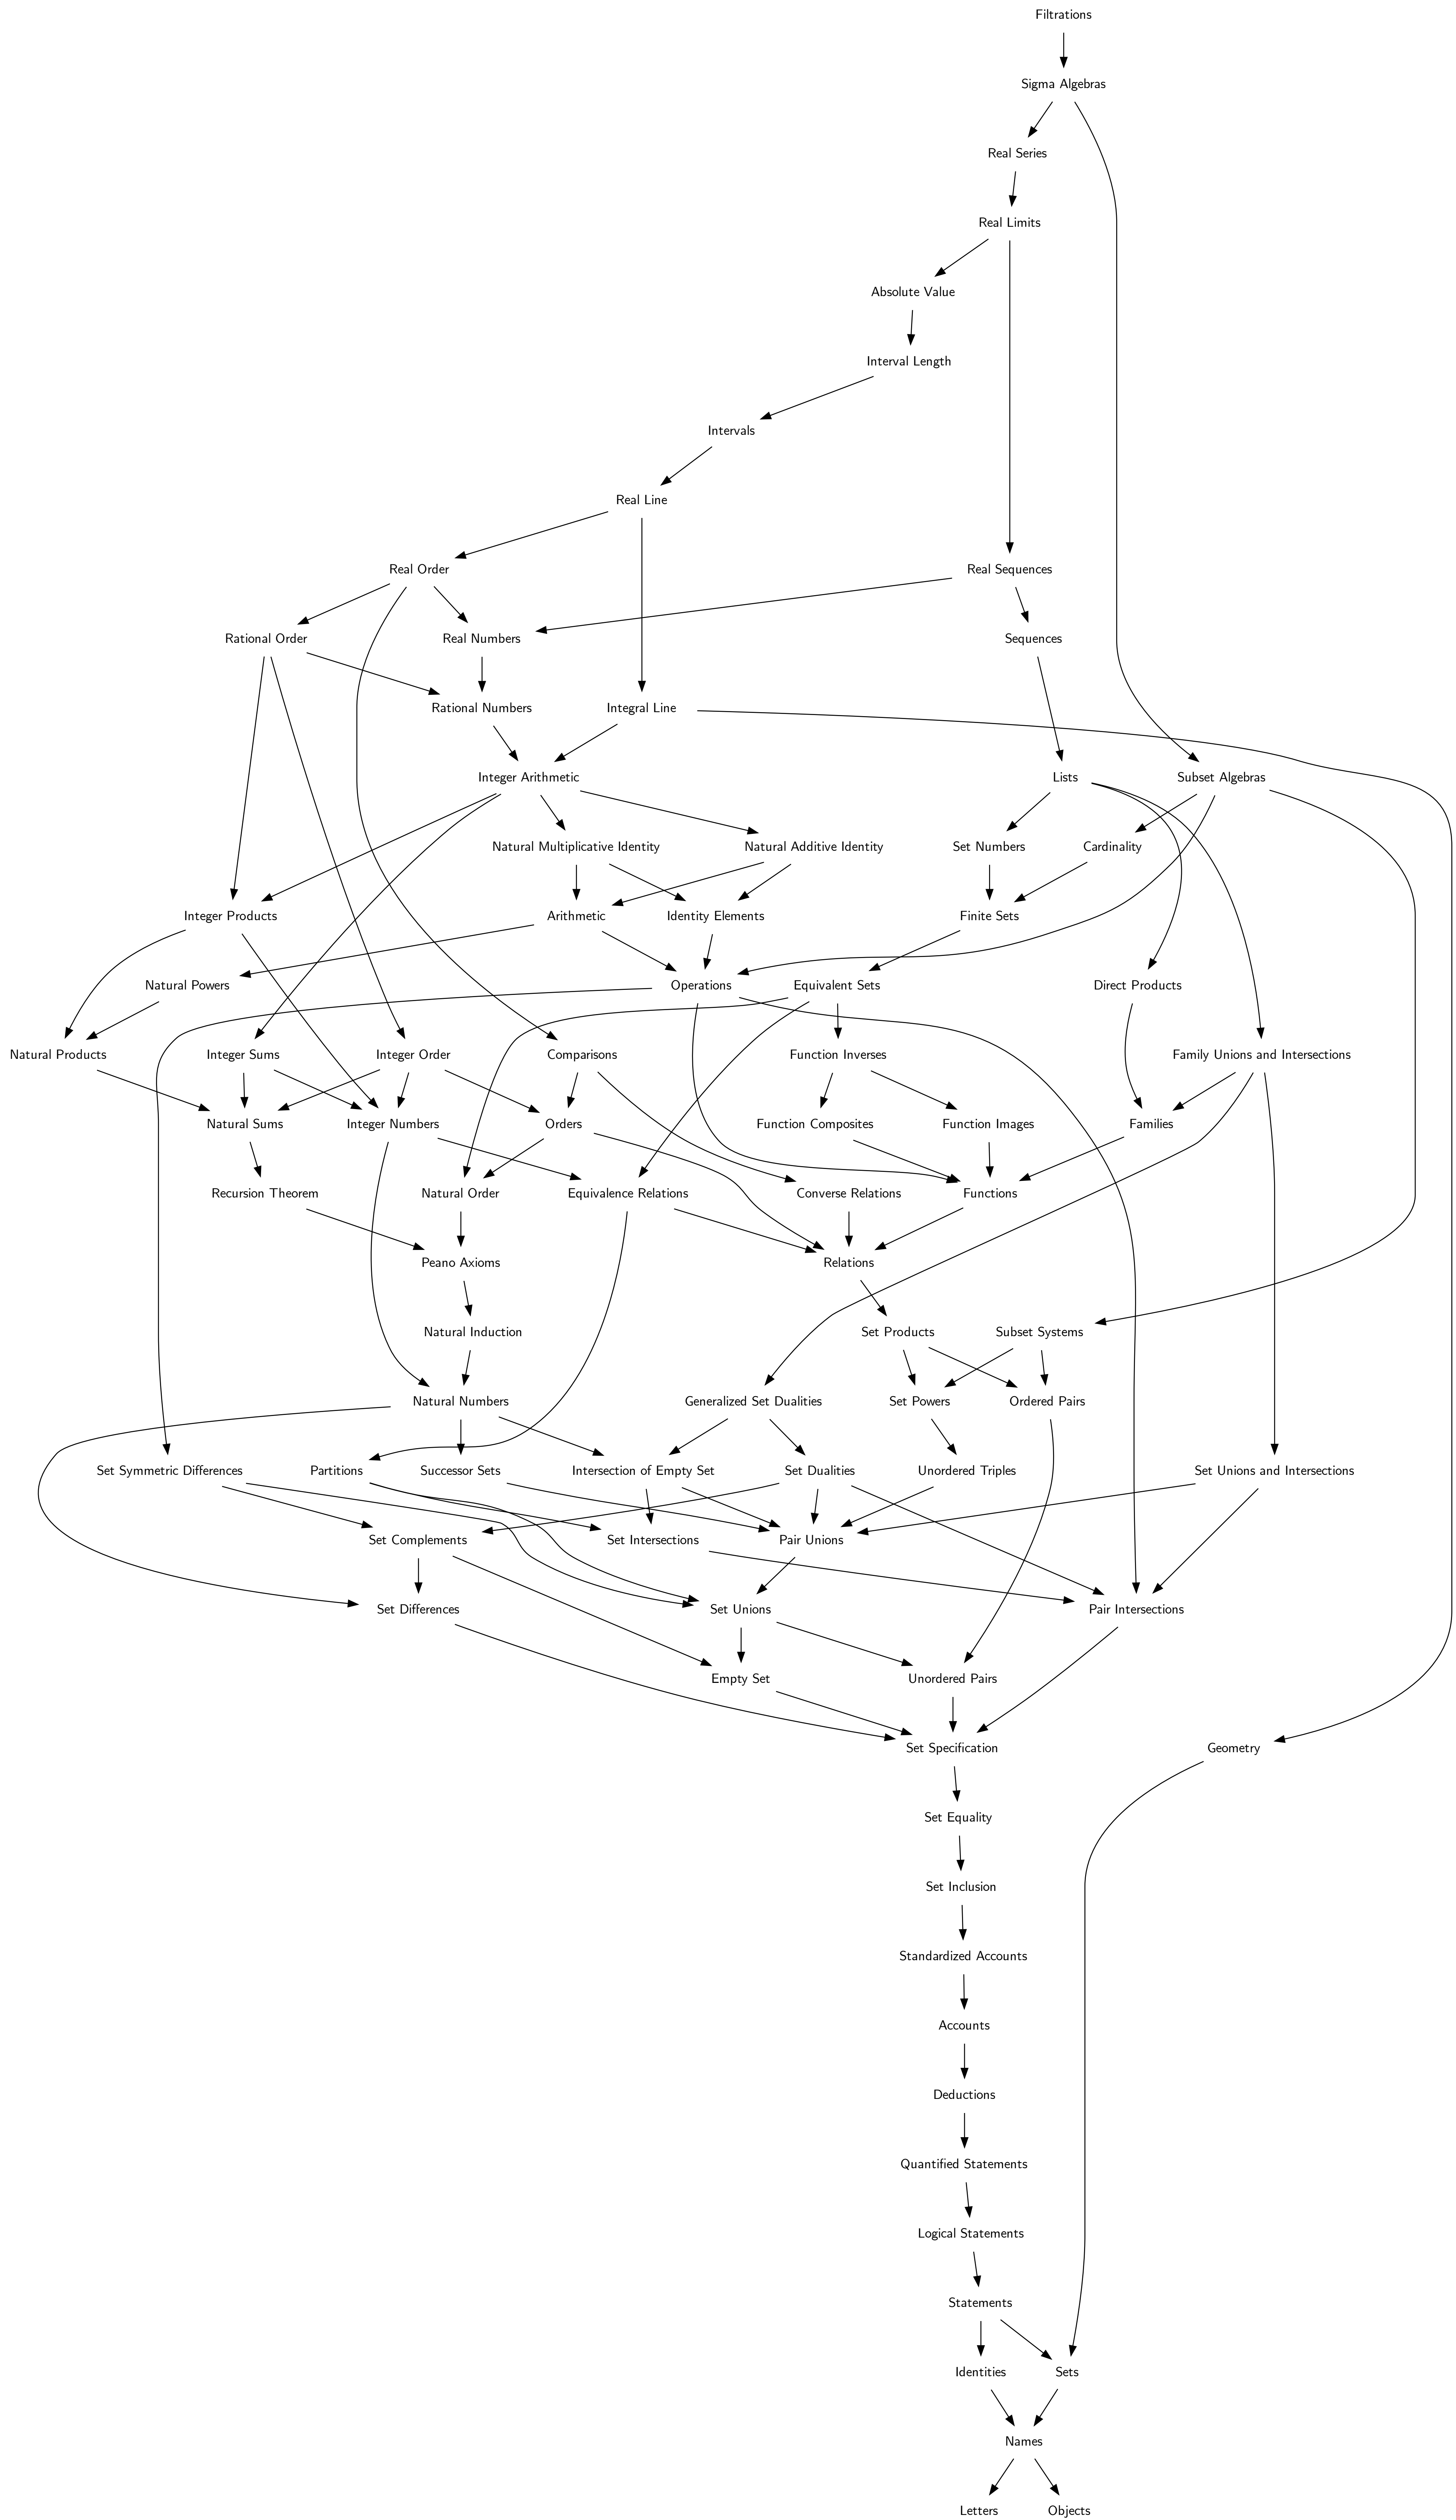 Filtrations
Sigma Algebras
Real Series
Real Limits
Absolute Value
Interval Length
Intervals
Real Line
Real Order
Real Sequences
Rational Order
Real Numbers
Sequences
Rational Numbers
Integral Line
Integer Arithmetic
Lists
Subset Algebras
Natural Multiplicative Identity
Natural Additive Identity
Set Numbers
Cardinality
Integer Products
Arithmetic
Identity Elements
Finite Sets
Natural Powers
Operations
Equivalent Sets
Direct Products
Natural Products
Integer Sums
Integer Order
Comparisons
Function Inverses
Family Unions and Intersections
Natural Sums
Integer Numbers
Orders
Function Composites
Function Images
Families
Recursion Theorem
Natural Order
Equivalence Relations
Converse Relations
Functions
Peano Axioms
Relations
Natural Induction
Set Products
Subset Systems
Natural Numbers
Generalized Set Dualities
Set Powers
Ordered Pairs
Set Symmetric Differences
Partitions
Successor Sets
Intersection of Empty Set
Set Dualities
Unordered Triples
Set Unions and Intersections
Set Complements
Set Intersections
Pair Unions
Set Differences
Set Unions
Pair Intersections
Empty Set
Unordered Pairs
Set Specification
Geometry
Set Equality
Set Inclusion
Standardized Accounts
Accounts
Deductions
Quantified Statements
Logical Statements
Statements
Identities
Sets
Names
Letters
Objects